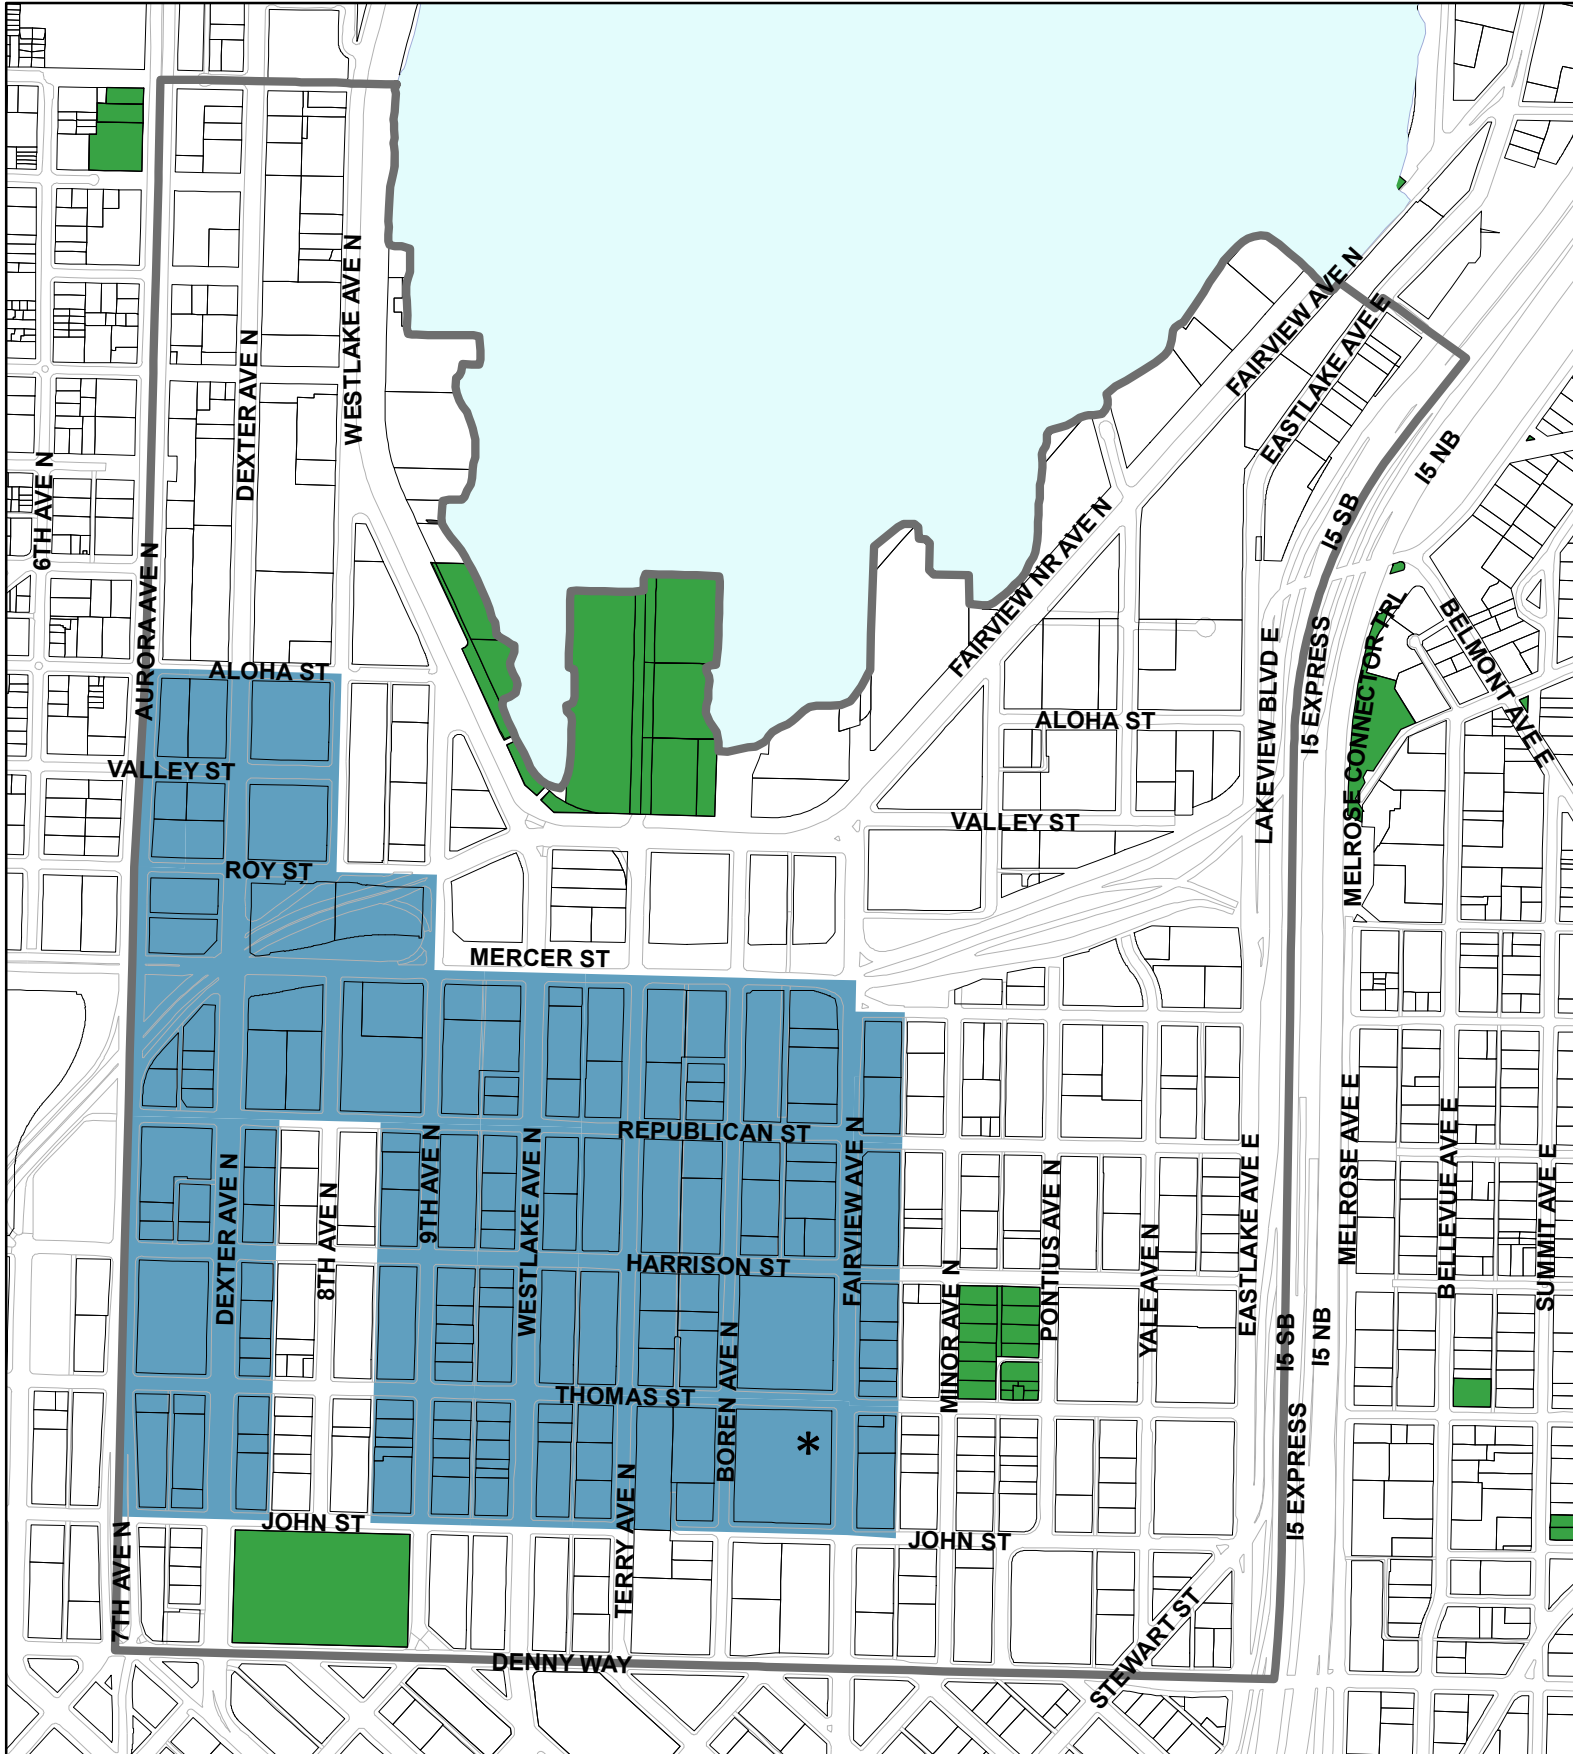 WESTLAKE AVE N
FAIRVIEW AVE N
EASTLAKE AVE E
DEXTER AVE N
6TH AVE N
I5 NB
I5 SB
AURORA AVE N
FAIRVIEW NR AVE N
MELROSE CONNECTOR TRL
BELMONT AVE E
I5 EXPRESS
LAKEVIEW BLVD E
ALOHA ST
ALOHA ST
VALLEY ST
VALLEY ST
ROY ST
MERCER ST
REPUBLICAN ST
DEXTER AVE N
8TH AVE N
9TH AVE N
WESTLAKE AVE N
FAIRVIEW AVE N
PONTIUS AVE N
YALE AVE N
EASTLAKE AVE E
MELROSE AVE E
BELLEVUE AVE E
SUMMIT AVE E
HARRISON ST
MINOR AVE N
I5 SB
I5 NB
BOREN AVE N
THOMAS ST
*
I5 EXPRESS
TERRY AVE N
JOHN ST
JOHN ST
7TH AVE N
STEWART ST
DENNY WAY